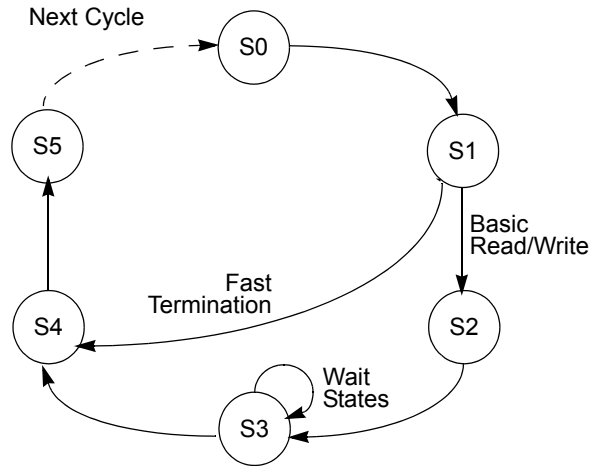 Next Cycle
S0
S5
S1
Basic
Read/Write
Fast
Termination
S4
S2
Wait
States
S3